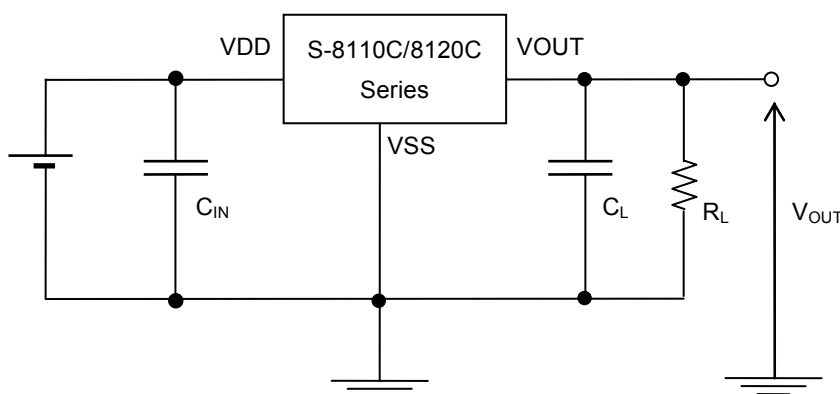 VDD
S-8110C/8120C
Series
VOUT
VSS
CIN
CL
RL
VOUT